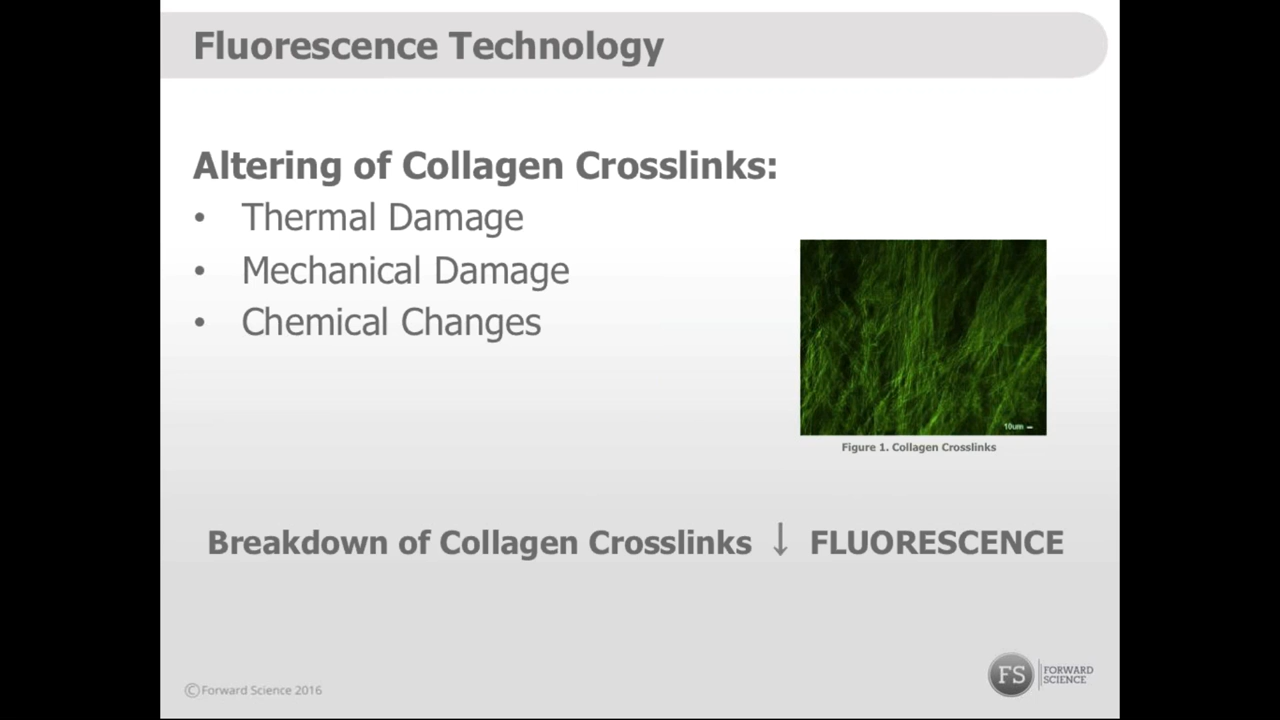 Fluorescence Technology
Altering of Collagen Crosslinks:
• Thermal Damage
• Mechanical Damage
• Chemical Changes
10um
Figure 1. Collagen Crosslinks
Breakdown of Collagen Crosslinks ↓ FLUORESCENCE
©Forward Science 2016
FS FORWARD
SCIENCE